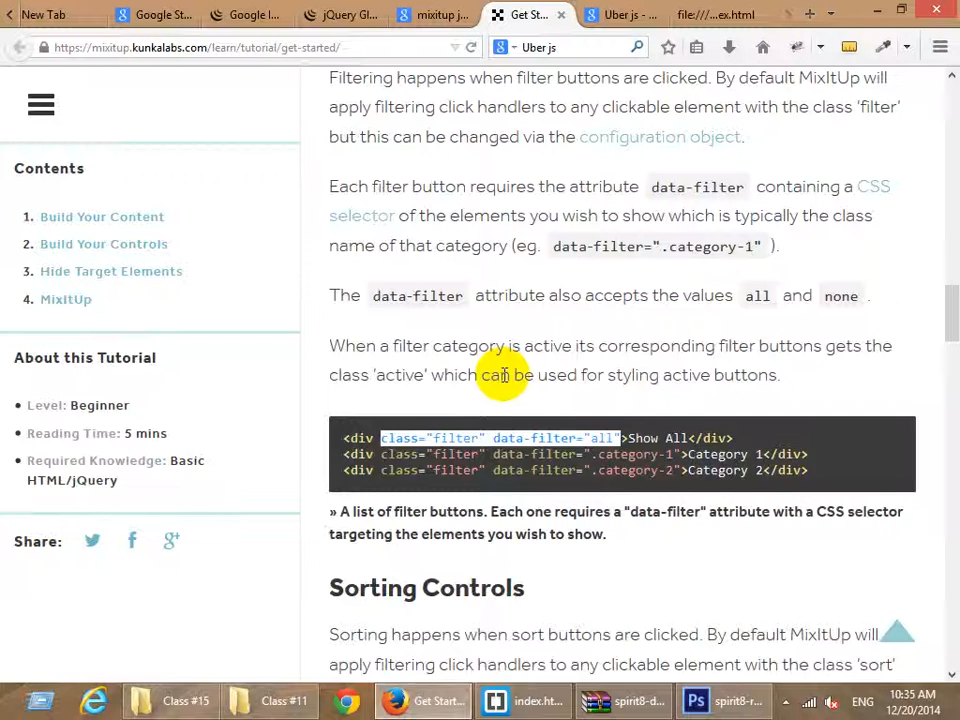 New Tab
Google St...
Google I...
jQuery Gl...
mixitup j...
Get St...
Uber js - ...
file:///...ex.html
https://mixitup.kunkalabs.com/learn/tutorial/get-started/
Uber js
Contents
1. Build Your Content
2. Build Your Controls
3. Hide Target Elements
4. MixItUp
About this Tutorial
Level: Beginner
Reading Time: 5 mins
Required Knowledge: Basic
HTML/jQuery
Share:
Filtering happens when filter buttons are clicked. By default MixItUp will
apply filtering click handlers to any clickable element with the class 'filter'
but this can be changed via the configuration object.
Each filter button requires the attribute data-filter containing a CSS
selector of the elements you wish to show which is typically the class
name of that category (eg. data-filter=".category-1" ).
The data-filter attribute also accepts the values all and none .
When a filter category is active its corresponding filter buttons gets the
class 'active' which can be used for styling active buttons.
<div class="filter" data-filter="all">Show All</div>
<div class="filter" data-filter=".category-1">Category 1</div>
<div class="filter" data-filter=".category-2">Category 2</div>
» A list of filter buttons. Each one requires a "data-filter" attribute with a CSS selector
targeting the elements you wish to show.
Sorting Controls
Sorting happens when sort buttons are clicked. By default MixItUp will
apply filtering click handlers to any clickable element with the class 'sort'
Class #15
Class #11
Get Start...
index.ht...
spirit8-d...
spirit8-r...
ENG
10:35 AM
12/20/2014